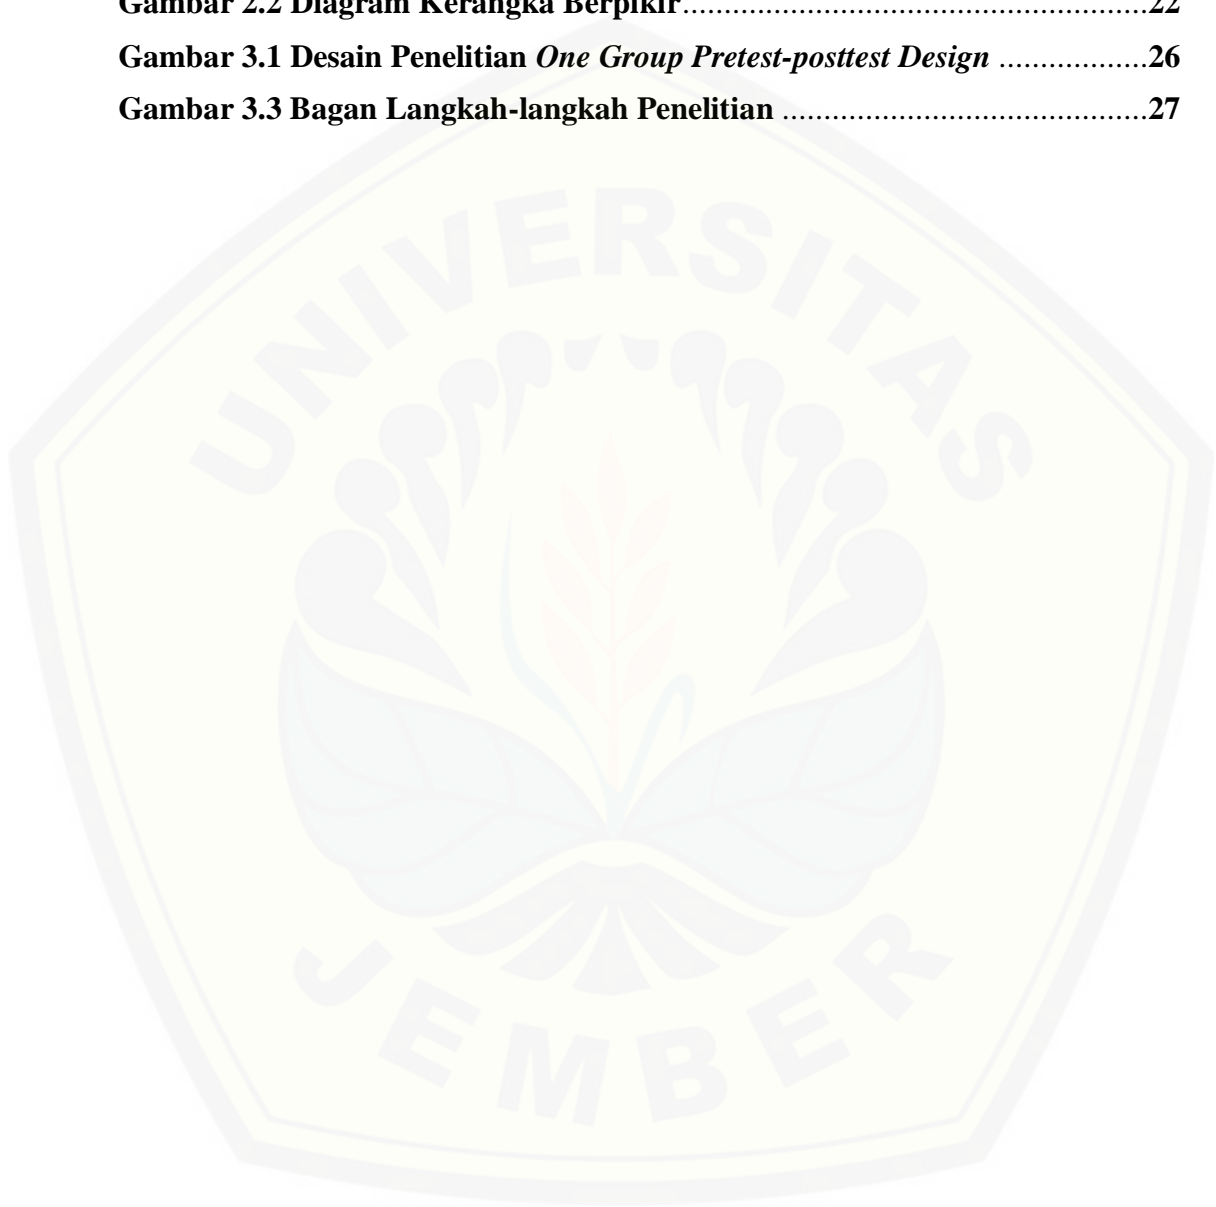 Gambar 2.2 Diagram Kerangka Berpikir........................................................22
Gambar 3.1 Desain Penelitian One Group Pretest-posttest Design ..................26
Gambar 3.3 Bagan Langkah-langkah Penelitian ............................................27
UNIVERSITAS
JEMBER